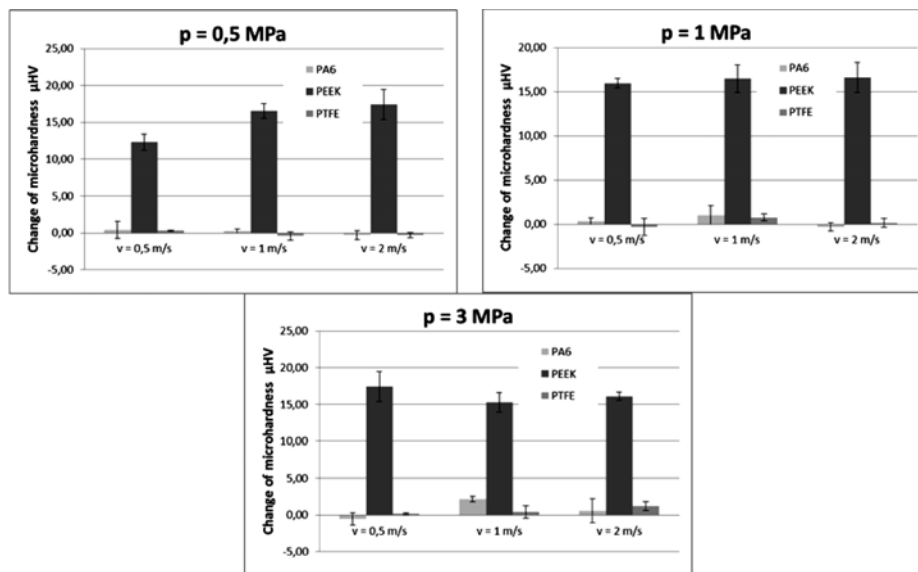 p = 0,5 MPa
Change of microhardness µHV
25,00
20,00
15,00
10,00
5,00
0,00
-5,00
PA6
PEEK
PTFE
v = 0,5 m/s
v = 1 m/s
v = 2 m/s
p = 1 MPa
Change of microhardness µHV
20,00
15,00
10,00
5,00
0,00
-5,00
PA6
PEEK
PTFE
v = 0,5 m/s
v = 1 m/s
v = 2 m/s
p = 3 MPa
Change of microhardness µHV
25,00
20,00
15,00
10,00
5,00
0,00
-5,00
PA6
PEEK
PTFE
v = 0,5 m/s
v = 1 m/s
v = 2 m/s